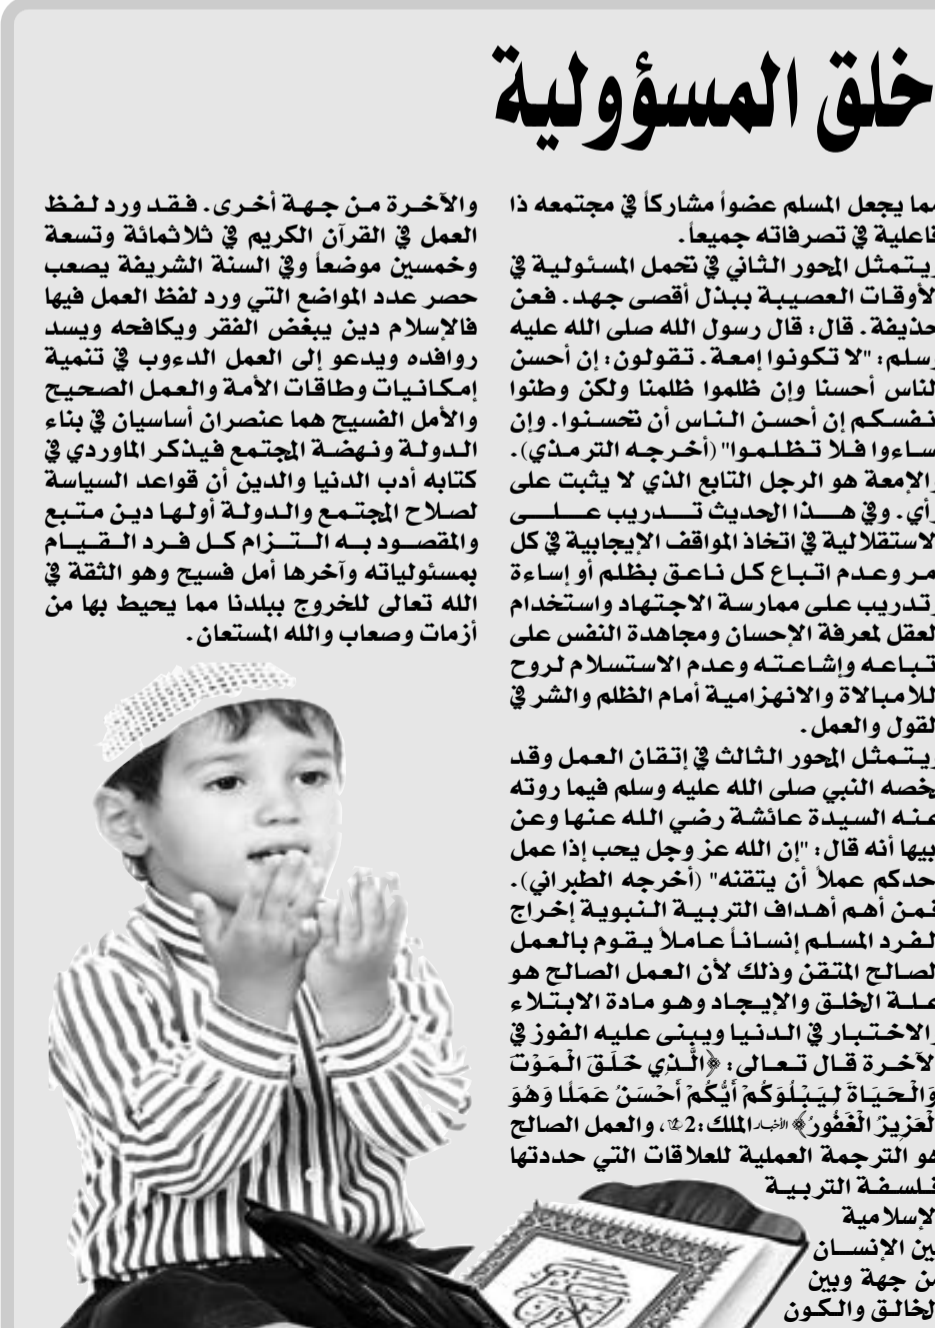 خلق المسؤولية
مما يجعل المسلم عضواً مشاركاً في مجتمعه ذا
فاعلية في تصرفاته جميعاً.
ويتمثل المحور الثاني في تحمل المسئولية في
الأوقات العصيبة ببذل أقصى جهد. فعن
حذيفة. قال: قال رسول الله صلى الله عليه
وسلم: "لا تكونوا إمعة. تقولون: إن أحسن
الناس أحسنا وإن ظلموا ظلمنا ولكن وطنوا
نفسكم إن أحسن الناس أن تحسنوا. وإن
ساءوا فلا تظلموا" (أخرجه الترمذي).
والإمعة هو الرجل التابع الذي لا يثبت على
رأي. وفي هذا الحديث تدريب على
الاستقلالية في اتخاذ المواقف الإيجابية في كل
مر وعدم اتباع كل ناعق بظلم أو إساءة
وتدريب على ممارسة الاجتهاد واستخدام
العقل لمعرفة الإحسان ومجاهدة النفس على
تباعه وإشاعته وعدم الاستسلام لروح
اللامبالاة والانهزامية أمام الظلم والشر في
القول والعمل.
ويتمثل المحور الثالث في إتقان العمل وقد
خصه النبي صلى الله عليه وسلم فيما روته
عنه السيدة عائشة رضي الله عنها وعن
بيها أنه قال: "إن الله عز وجل يحب إذا عمل
حدكم عملاً أن يتقنه" (أخرجه الطبراني).
فمن أهم أهداف التربية النبوية إخراج
الفرد المسلم إنساناً عاملاً يقوم بالعمل
الصالح المتقن وذلك لأن العمل الصالح هو
علة الخلق والإيجاد وهو مادة الابتلاء
والاختبار في الدنيا ويبنى عليه الفوز في
الآخرة قال تعالى: ﴿الَّذِي خَلَقَ الْمَوْتَ
وَالْحَيَاةَ لِيَبْلُوَكُمْ أَيُّكُمْ أَحْسَنُ عَمَلًا وَهُوَ
الْعَزِيزُ الْغَفُورُ﴾ الملك:2، والعمل الصالح
هو الترجمة العملية للعلاقات التي حددتها
فلسفة التربية
الإسلامية
بين الإنسان
من جهة وبين
الخالق والكون
والآخرة من جهة أخرى. فقد ورد لفظ
العمل في القرآن الكريم في ثلاثمائة وتسعة
وخمسين موضعاً وفي السنة الشريفة يصعب
حصر عدد المواضع التي ورد لفظ العمل فيها
فالإسلام دين يبغض الفقر ويكافحه ويسد
روافده ويدعو إلى العمل الدءوب في تنمية
إمكانيات وطاقات الأمة والعمل الصحيح
والأمل الفسيح هما عنصران أساسيان في بناء
الدولة ونهضة المجتمع فيذكر الماوردي في
كتابه أدب الدنيا والدين أن قواعد السياسة
لصلاح المجتمع والدولة أولها دين متبع
والمقصود به التزام كل فرد القيام
بمسئولياته وآخرها أمل فسيح وهو الثقة في
الله تعالى للخروج ببلدنا مما يحيط بها من
أزمات وصعاب والله المستعان.